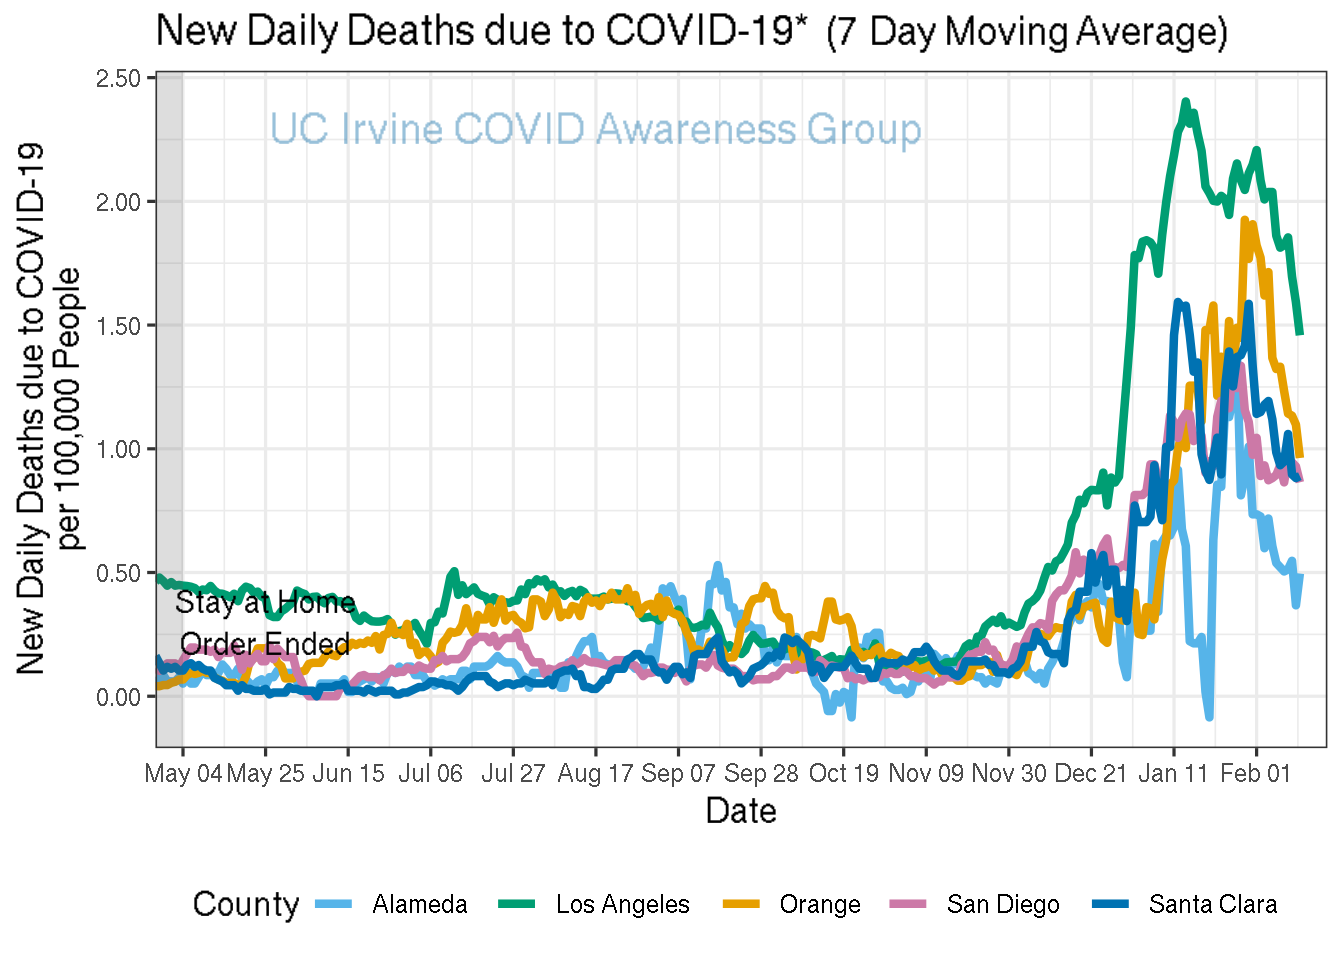 New Daily Deaths due to COVID-19* (7 Day Moving Average)
New Daily Deaths due to COVID-19
per 100,000 People
2.50
2.00
1.50
1.00
0.50
0.00
UC Irvine COVID Awareness Group
Stay at Home
Order Ended
May 04 May 25 Jun 15 Jul 06 Jul 27 Aug 17 Sep 07 Sep 28 Oct 19 Nov 09 Nov 30 Dec 21 Jan 11 Feb 01
Date
County Alameda Los Angeles Orange San Diego Santa Clara